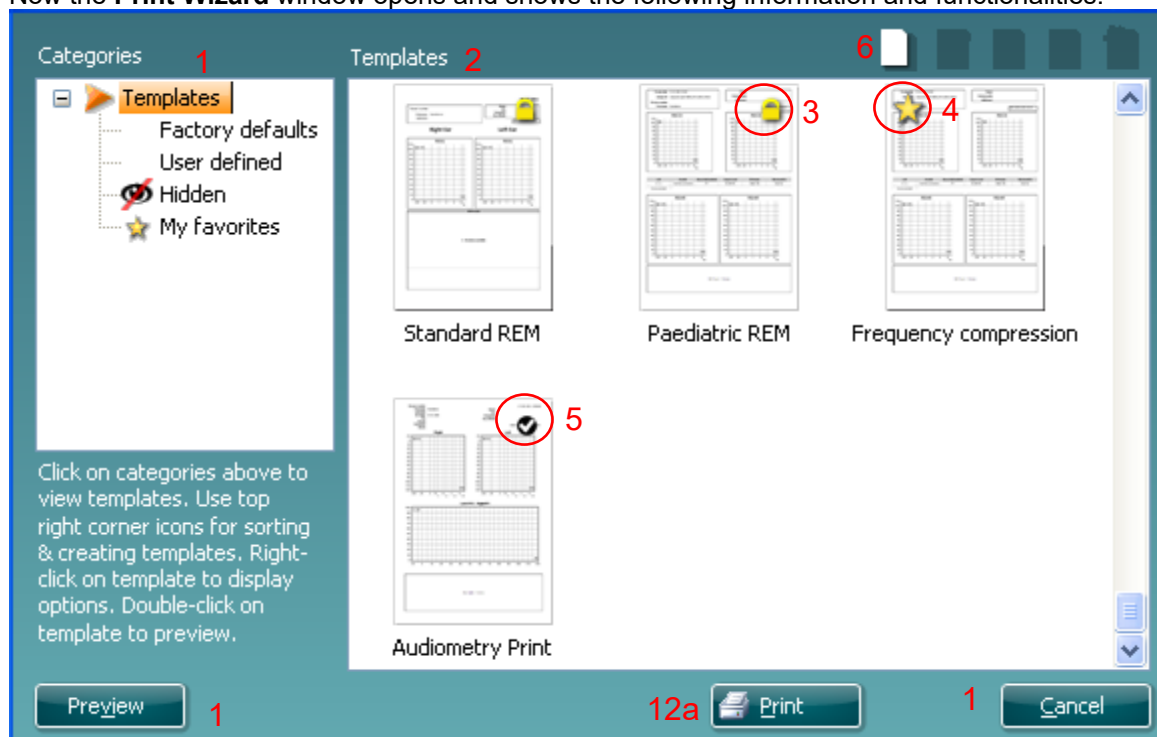 Now the Print Wizard window opens and shows the following information and functionalities:
Categories 1
Templates 2
6
Templates
Factory defaults
User defined
Hidden
My favorites
3
4
Standard REM
Paediatric REM
Frequency compression
5
Audiometry Print
Click on categories above to
view templates. Use top
right corner icons for sorting
& creating templates. Right-
click on template to display
options. Double-click on
template to preview.
Preview 1
12a Print
1 Cancel